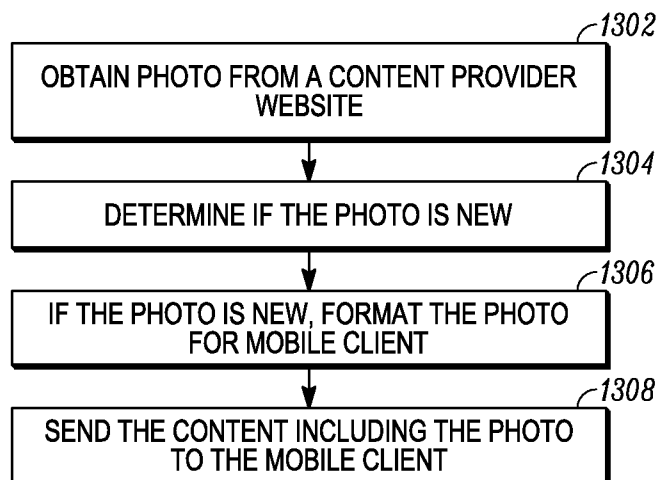 1302
OBTAIN PHOTO FROM A CONTENT PROVIDER
WEBSITE
1304
DETERMINE IF THE PHOTO IS NEW
1306
IF THE PHOTO IS NEW, FORMAT THE PHOTO
FOR MOBILE CLIENT
1308
SEND THE CONTENT INCLUDING THE PHOTO
TO THE MOBILE CLIENT